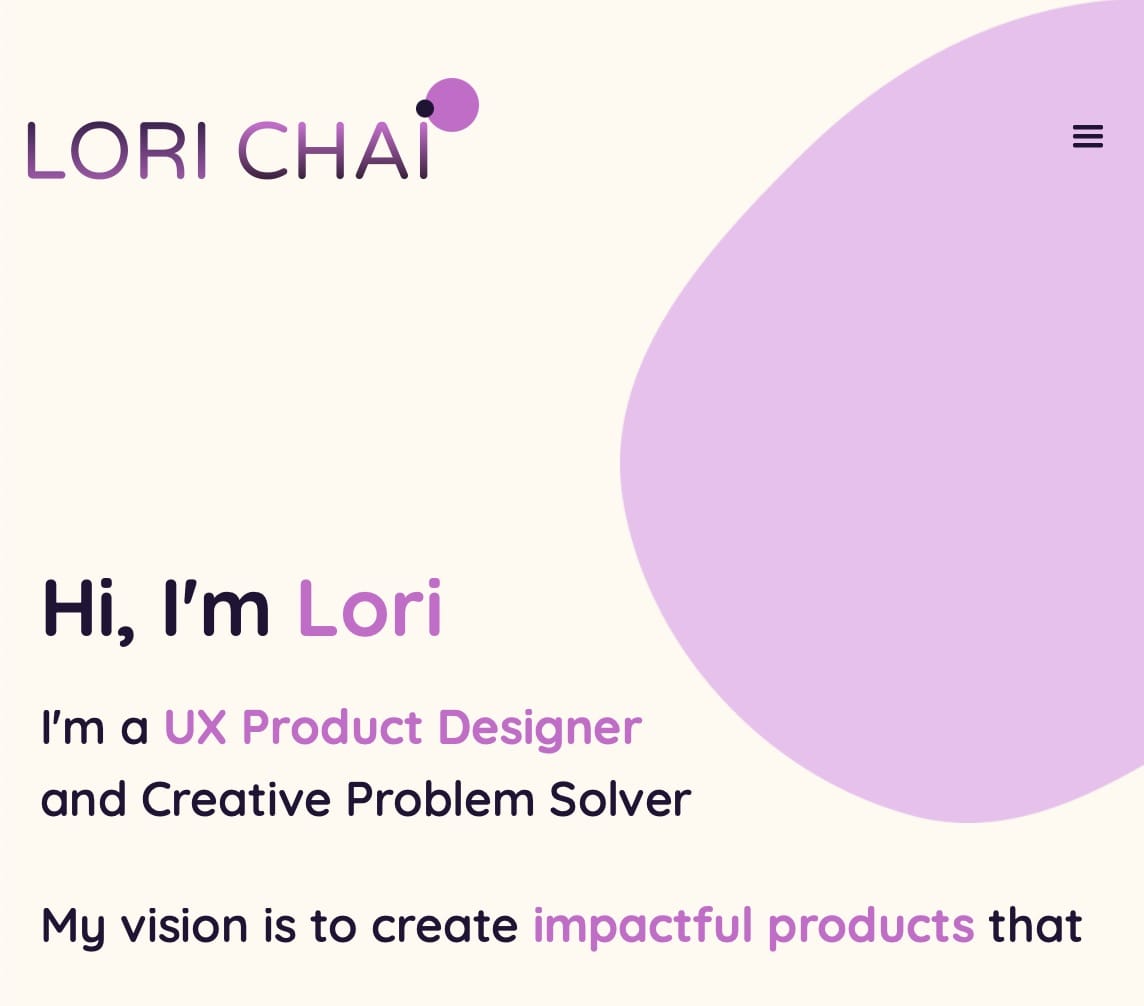 LORI CHAI
Hi, I'm Lori
I'm a UX Product Designer
and Creative Problem Solver
My vision is to create impactful products that